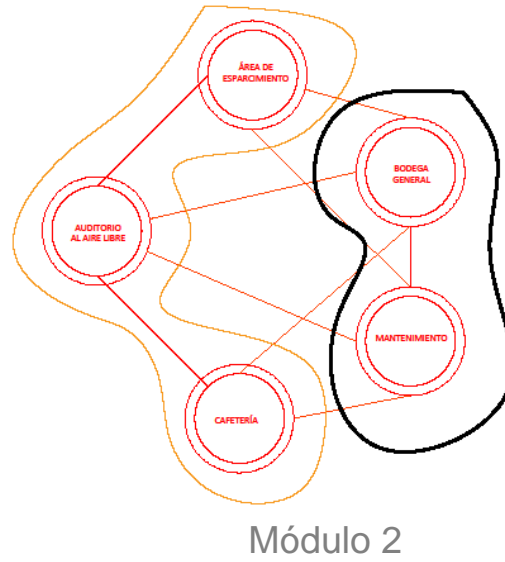 ÁREA DE
ESPARCIMIENTO
BODEGA
GENERAL
AUDITORIO
AL AIRE LIBRE
MANTENIMIENTO
CAFETERÍA
Módulo 2